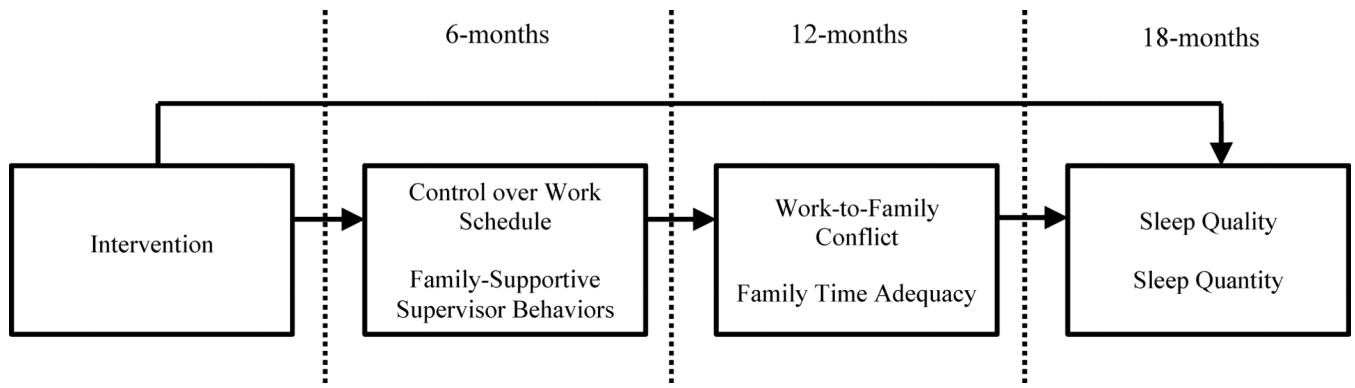 6-months
12-months
18-months
Intervention
Control over Work
Schedule
Family-Supportive
Supervisor Behaviors
Work-to-Family
Conflict
Family Time Adequacy
Sleep Quality
Sleep Quantity